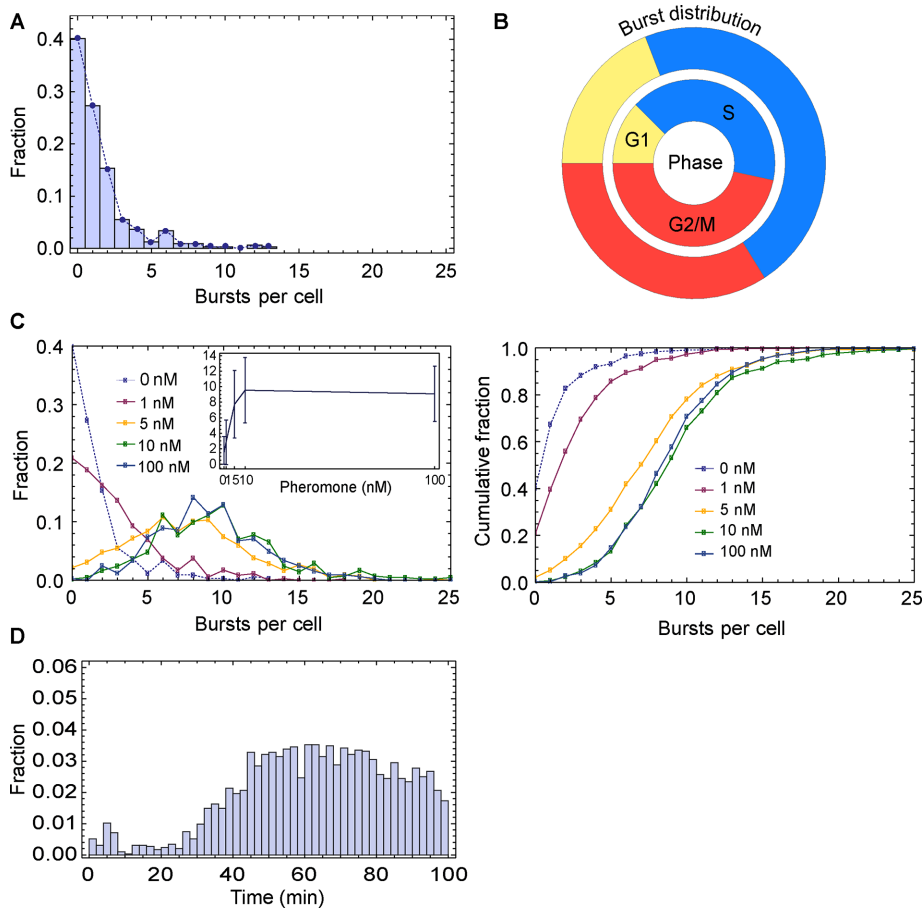 A
0.4
0.3
0.2
0.1
0.0
Fraction
0 5 10 15 20 25
Bursts per cell
B
Burst distribution
S
G1
Phase
G2/M
C
0.4
0.3
0.2
0.1
0.0
Fraction
0 nM
1 nM
5 nM
10 nM
100 nM
14
12
10
8
6
4
2
0
01510 100
Pheromone (nM)
0 5 10 15 20 25
Bursts per cell
1.0
0.8
0.6
0.4
0.2
0.0
Cumulative fraction
0 nM
1 nM
5 nM
10 nM
100 nM
0 5 10 15 20 25
Bursts per cell
D
0.06
0.05
0.04
0.03
0.02
0.01
0.00
Fraction
0 20 40 60 80 100
Time (min)